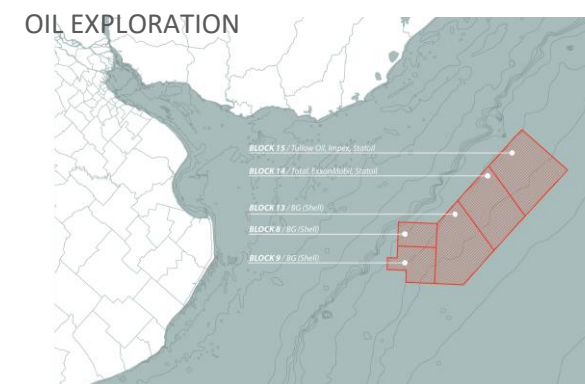 OIL EXPLORATION
BLOCK 15 / Tullow Oil, Impex, Statoil
BLOCK 14 / Total, ExxonMobil, Statoil
BLOCK 13 / BG (Shell)
BLOCK 8 / BG (Shell)
BLOCK 9 / BG (Shell)